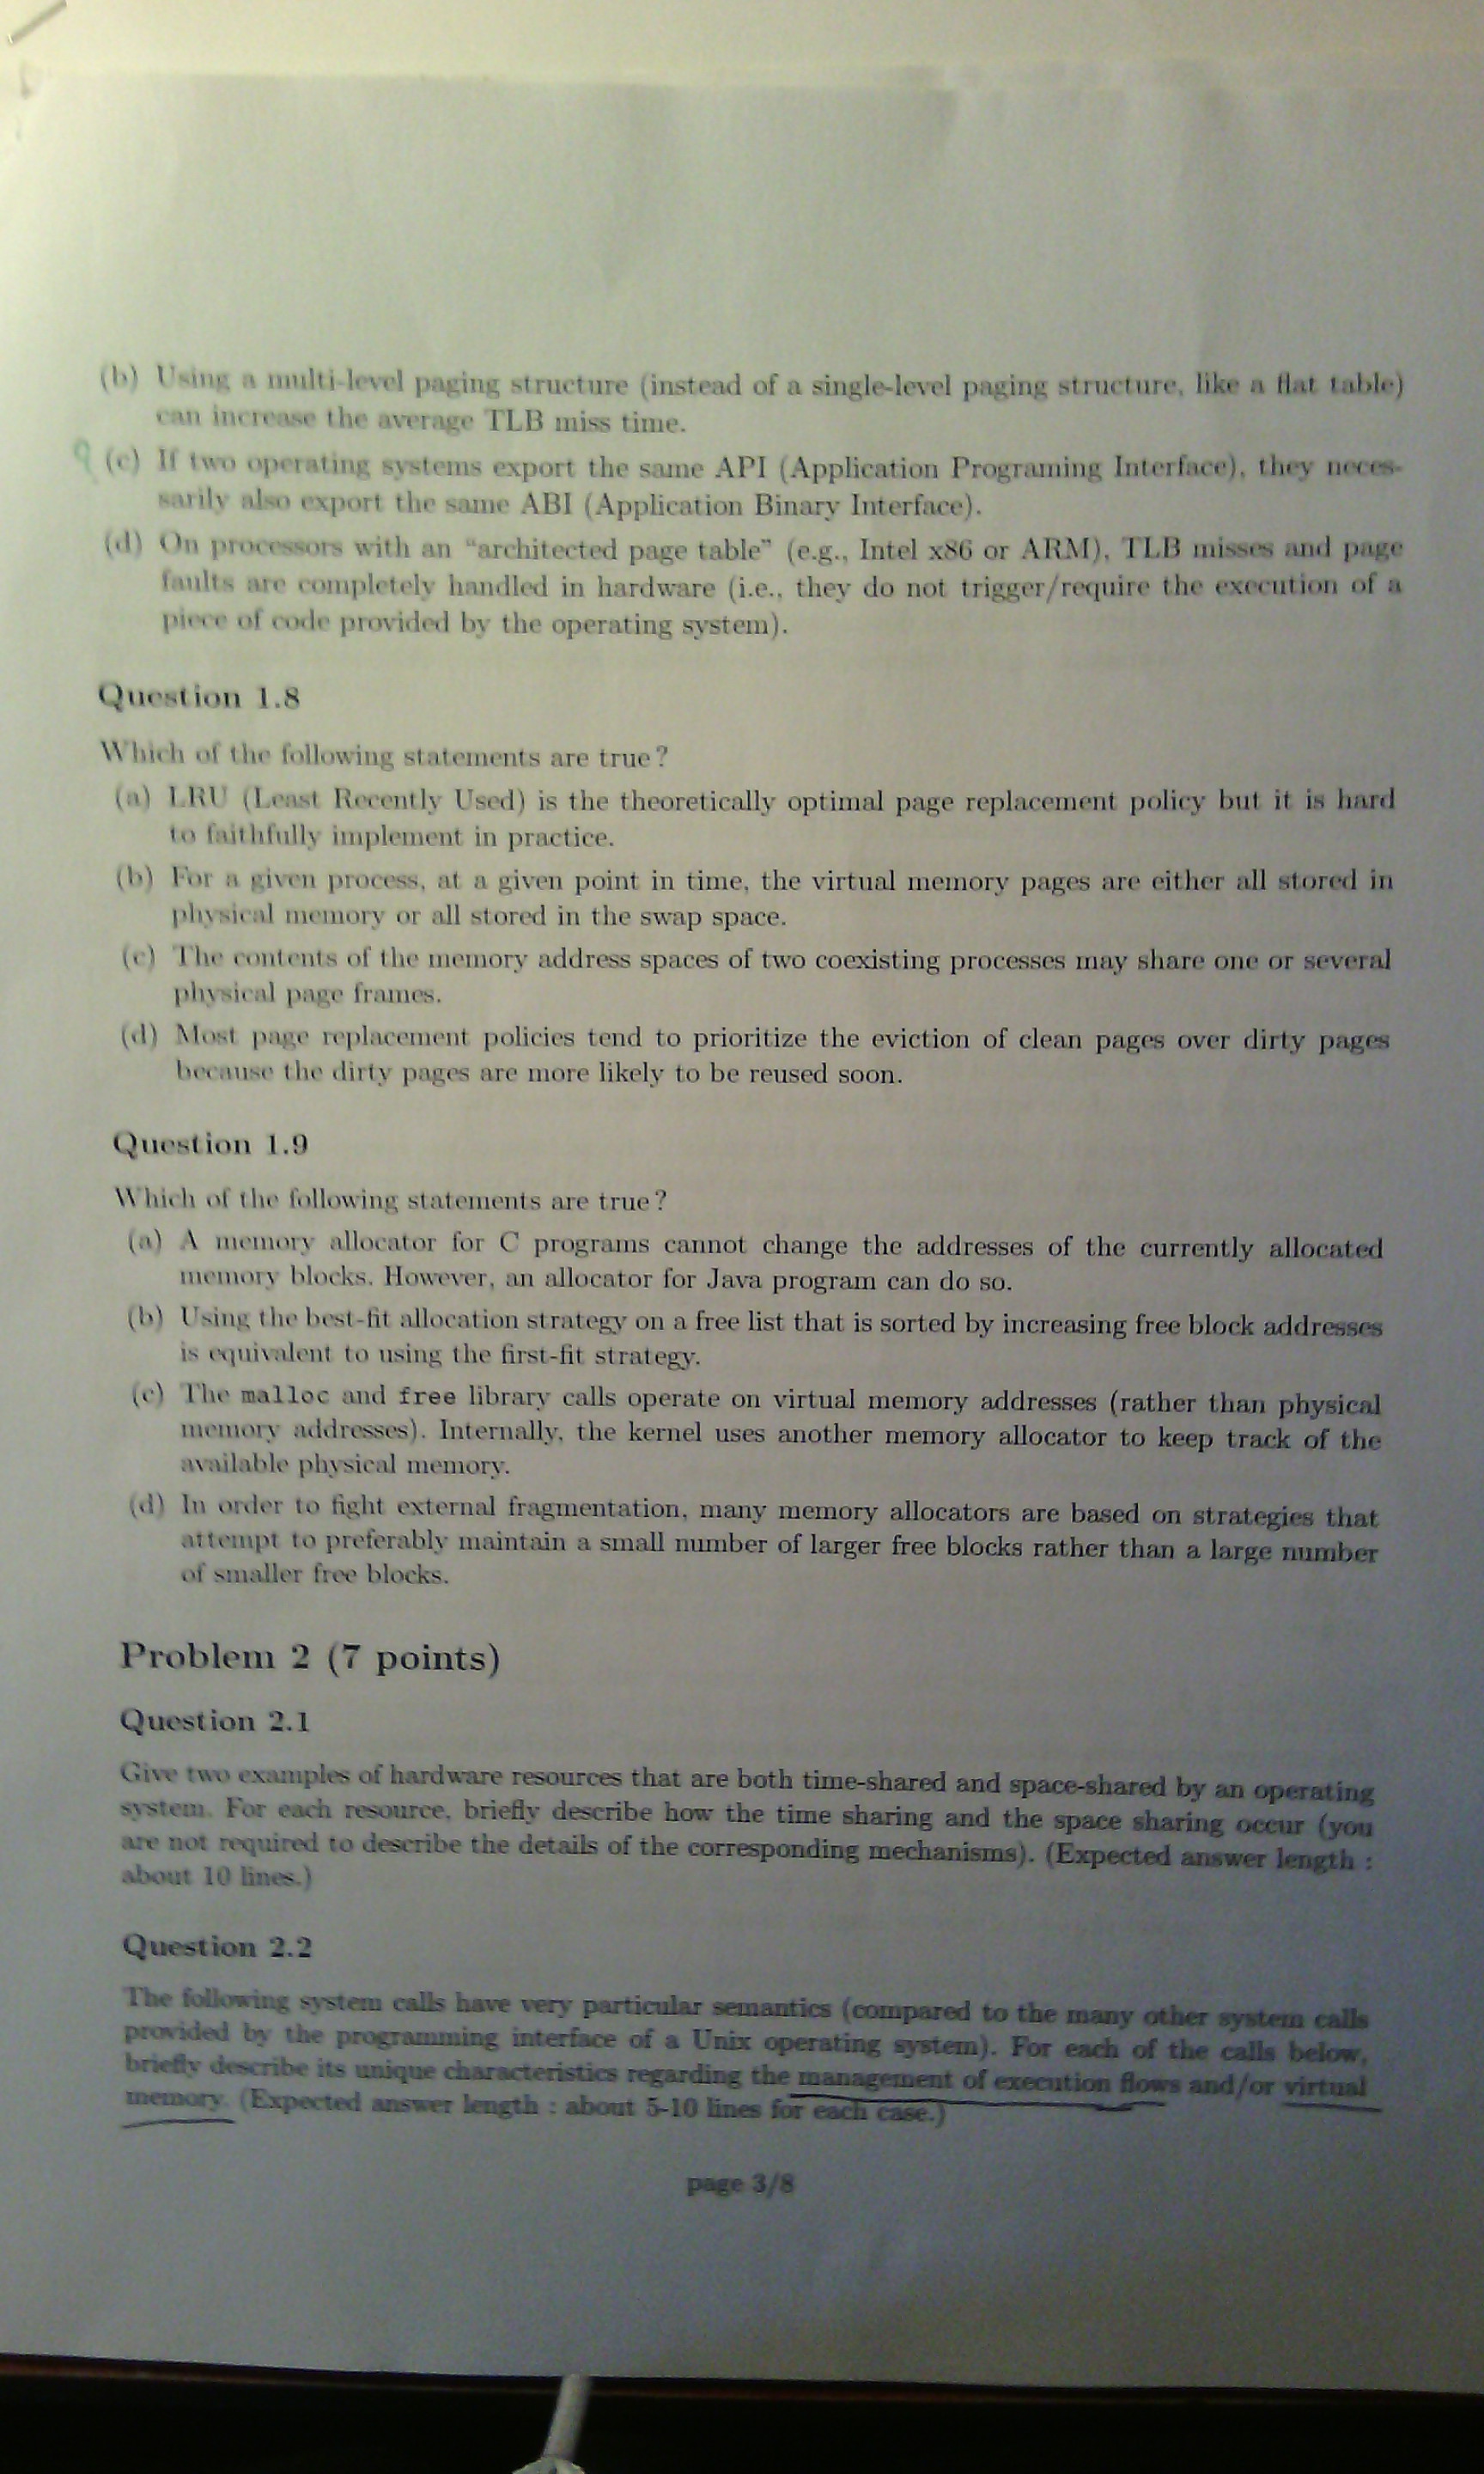 (b) Using a multi-level paging structure (instead of a single-level paging structure, like a flat table)
can increase the average TLB miss time.
(c) If two operating systems export the same API (Application Programing Interface), they neces-
sarily also export the same ABI (Application Binary Interface).
(d) On processors with an “architected page table” (e.g., Intel x86 or ARM), TLB misses and page
faults are completely handled in hardware (i.e., they do not trigger/require the execution of a
piece of code provided by the operating system).
Question 1.8
Which of the following statements are true ?
(a) LRU (Least Recently Used) is the theoretically optimal page replacement policy but it is hard
to faithfully implement in practice.
(b) For a given process, at a given point in time, the virtual memory pages are either all stored in
physical memory or all stored in the swap space.
(c) The contents of the memory address spaces of two coexisting processes may share one or several
physical page frames.
(d) Most page replacement policies tend to prioritize the eviction of clean pages over dirty pages
because the dirty pages are more likely to be reused soon.
Question 1.9
Which of the following statements are true ?
(a) A memory allocator for C programs cannot change the addresses of the currently allocated
memory blocks. However, an allocator for Java program can do so.
(b) Using the best-fit allocation strategy on a free list that is sorted by increasing free block addresses
is equivalent to using the first-fit strategy.
(c) The malloc and free library calls operate on virtual memory addresses (rather than physical
memory addresses). Internally, the kernel uses another memory allocator to keep track of the
available physical memory.
(d) In order to fight external fragmentation, many memory allocators are based on strategies that
attempt to preferably maintain a small number of larger free blocks rather than a large number
of smaller free blocks.
Problem 2 (7 points)
Question 2.1
Give two examples of hardware resources that are both time-shared and space-shared by an operating
system. For each resource, briefly describe how the time sharing and the space sharing occur (you
are not required to describe the details of the corresponding mechanisms). (Expected answer length :
about 10 lines.)
Question 2.2
The following system calls have very particular semantics (compared to the many other system calls
provided by the programming interface of a Unix operating system). For each of the calls below,
briefly describe its unique characteristics regarding the management of execution flows and/or virtual
memory. (Expected answer length : about 5-10 lines for each case.)
page 3/8